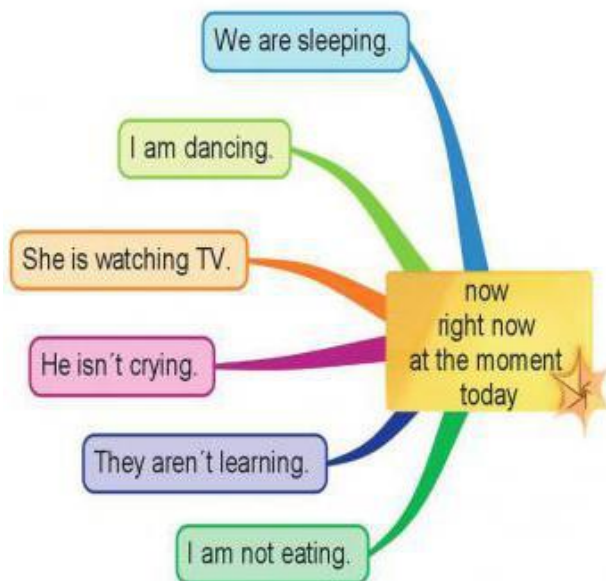 We are sleeping.
I am dancing.
She is watching TV.
now
right now
at the moment
today
He isn´t crying.
They aren´t learning.
I am not eating.